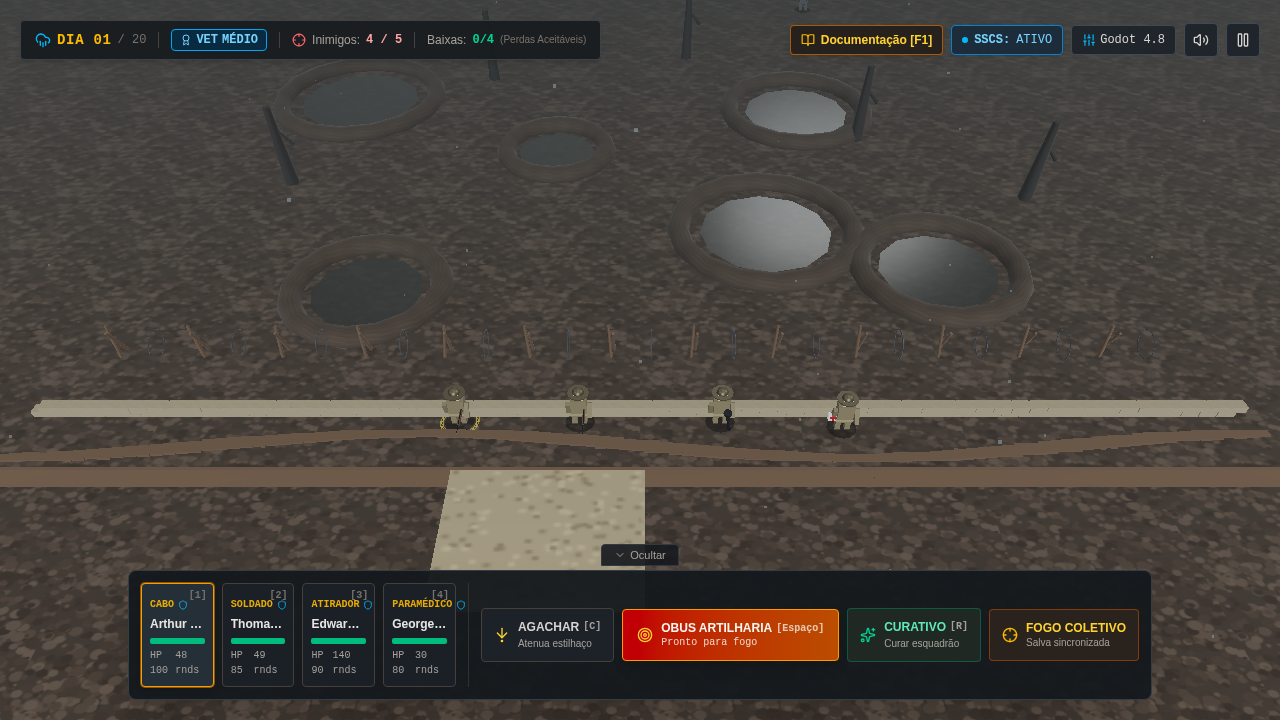 DIA 01 / 20
VET MÉDIO
Inimigos: 4 / 5
Baixas: 0/4 (Perdas Aceitáveis)
Documentação [F1]
SSCS: ATIVO
Godot 4.8
Ocultar
[1]
CABO
Arthur ...
HP 48
100 rnds
[2]
SOLDADO
Thoma...
HP 49
85 rnds
[3]
ATIRADOR
Edwar...
HP 140
90 rnds
[4]
PARAMÉDICO
George...
HP 30
80 rnds
AGACHAR [C]
Atenua estilhaço
OBUS ARTILHARIA [Espaço]
Pronto para fogo
CURATIVO [R]
Curar esquadrão
FOGO COLETIVO
Salva sincronizada